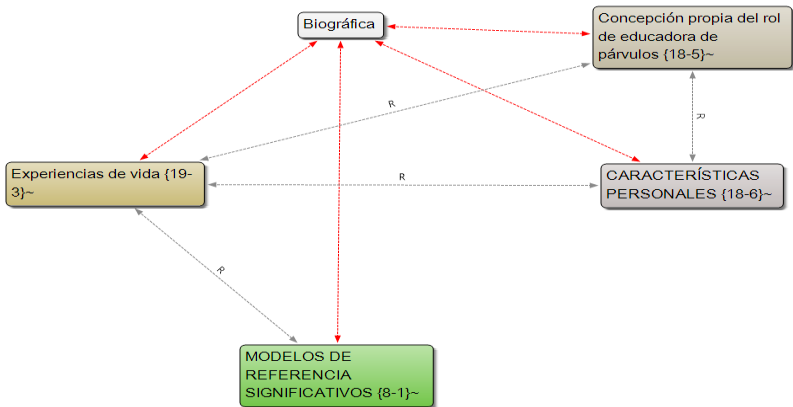 Biográfica
Concepción propia del rol
de educadora de
párvulos {18-5}~
R
R
Experiencias de vida {19-
3}~
R
CARACTERÍSTICAS
PERSONALES {18-6}~
R
MODELOS DE
REFERENCIA
SIGNIFICATIVOS {8-1}~